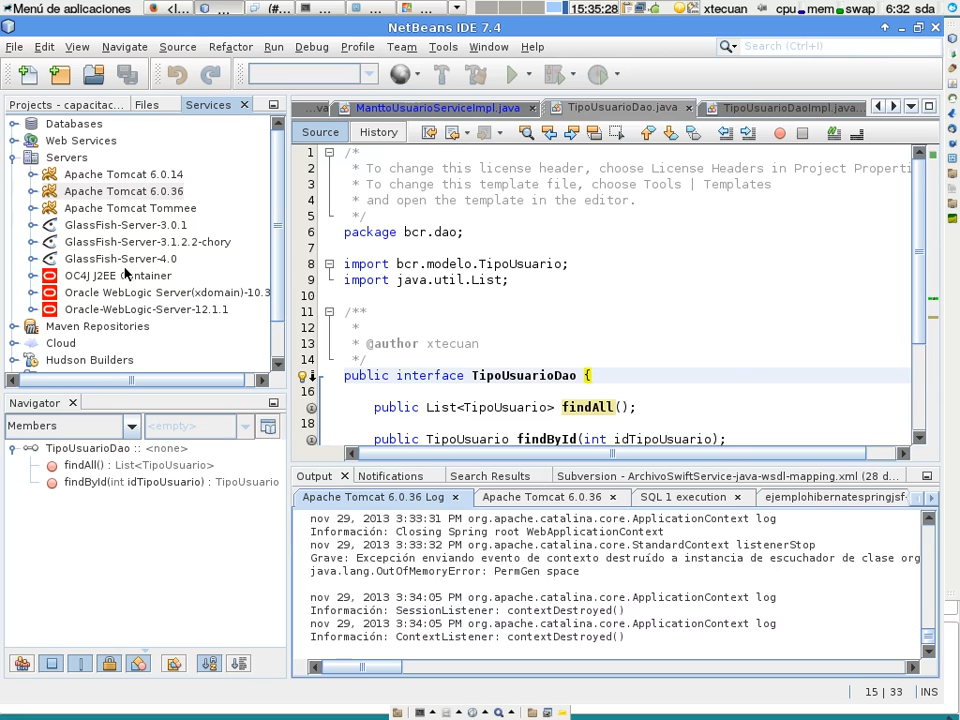 Menú de aplicaciones
15:35:28
xtecuan
cpu
mem
swap
6:32
sda
NetBeans IDE 7.4
File Edit View Navigate Source Refactor Run Debug Profile Team Tools Window Help
Search (Ctrl+I)
Projects - capacitac...
Files
Services
Databases
Web Services
Servers
Apache Tomcat 6.0.14
Apache Tomcat 6.0.36
Apache Tomcat Tommee
GlassFish-Server-3.0.1
GlassFish-Server-3.1.2.2-chory
GlassFish-Server-4.0
OC4J J2EE Container
Oracle WebLogic Server(xdomain)-10.3
Oracle-WebLogic-Server-12.1.1
Maven Repositories
Cloud
Hudson Builders
Navigator
Members
<empty>
TipoUsuarioDao :: <none>
findAll() : List<TipoUsuario>
findById(int idTipoUsuario) : TipoUsuario
...va
ManttoUsuarioServiceImpl.java
TipoUsuarioDao.java
TipoUsuarioDaoImpl.java...
Source
History
1 /*
2 * To change this license header, choose License Headers in Project Properti
3 * To change this template file, choose Tools | Templates
4 * and open the template in the editor.
5 */
6 package bcr.dao;
7
8 import bcr.modelo.TipoUsuario;
9 import java.util.List;
10
11 /**
12 *
13 * @author xtecuan
14 */
public interface TipoUsuarioDao {
16
public List<TipoUsuario> findAll();
18
public TipoUsuario findById(int idTipoUsuario);
Output
Notifications
Search Results
Subversion - ArchivoSwiftService-java-wsdl-mapping.xml (28 d...
Apache Tomcat 6.0.36 Log
Apache Tomcat 6.0.36
SQL 1 execution
ejemplohibernatespringjsf-
nov 29, 2013 3:33:31 PM org.apache.catalina.core.ApplicationContext log
Información: Closing Spring root WebApplicationContext
nov 29, 2013 3:33:32 PM org.apache.catalina.core.StandardContext listenerStop
Grave: Excepción enviando evento de contexto destruído a instancia de escuchador de clase org
java.lang.OutOfMemoryError: PermGen space
nov 29, 2013 3:34:05 PM org.apache.catalina.core.ApplicationContext log
Información: SessionListener: contextDestroyed()
nov 29, 2013 3:34:05 PM org.apache.catalina.core.ApplicationContext log
Información: ContextListener: contextDestroyed()
15 | 33
INS